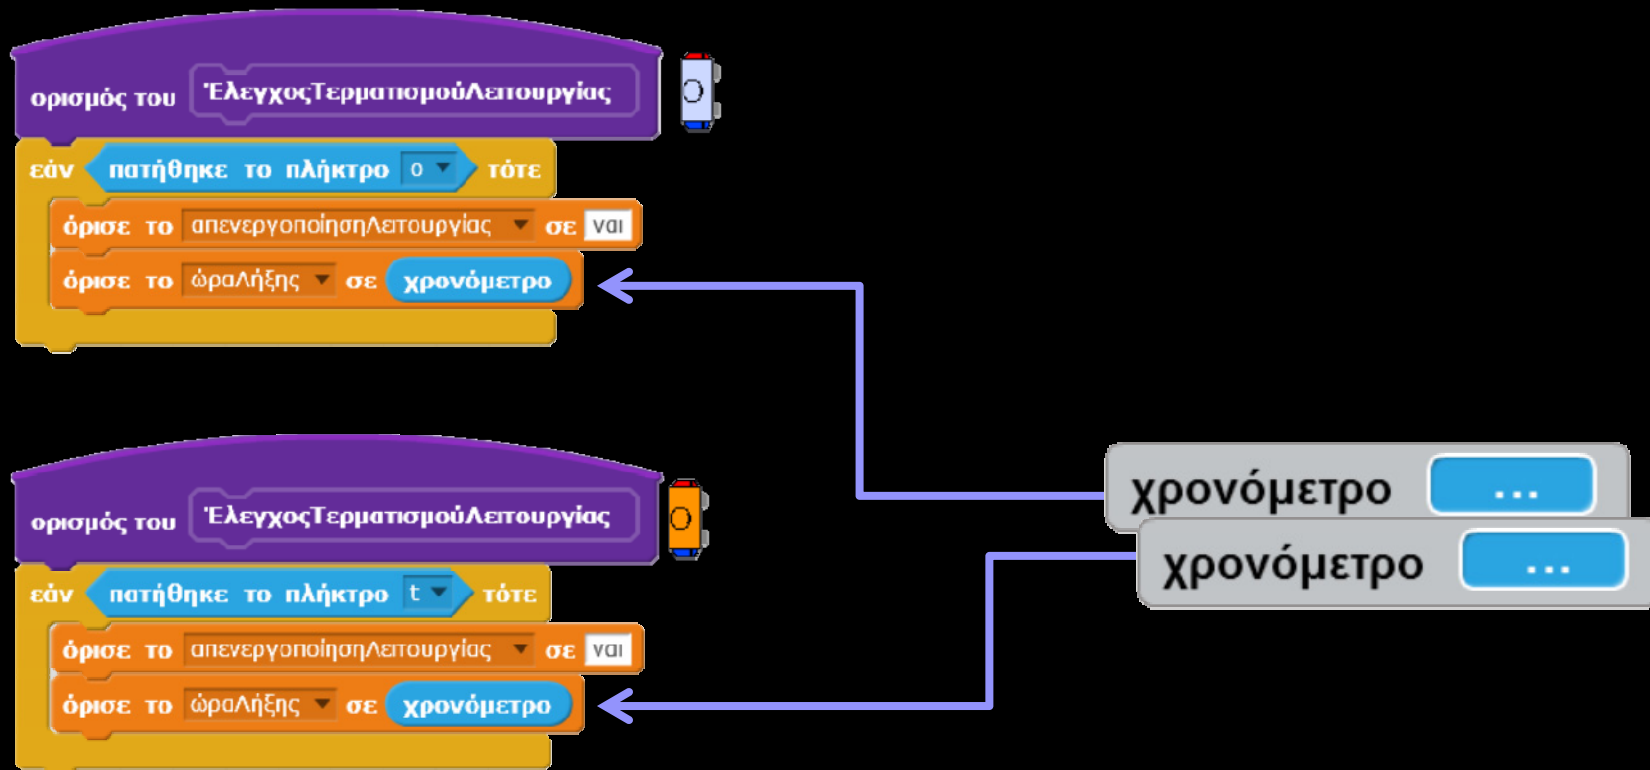 ορισμός του ΈλεγχοςΤερματισμούΛειτουργίας
εάν πατήθηκε το πλήκτρο o τότε
όρισε το απενεργοποίησηΛειτουργίας σε ναι
όρισε το ώραΛήξης σε χρονόμετρο
χρονόμετρο ...
ορισμός του ΈλεγχοςΤερματισμούΛειτουργίας
χρονόμετρο ...
εάν πατήθηκε το πλήκτρο t τότε
όρισε το απενεργοποίησηΛειτουργίας σε ναι
όρισε το ώραΛήξης σε χρονόμετρο